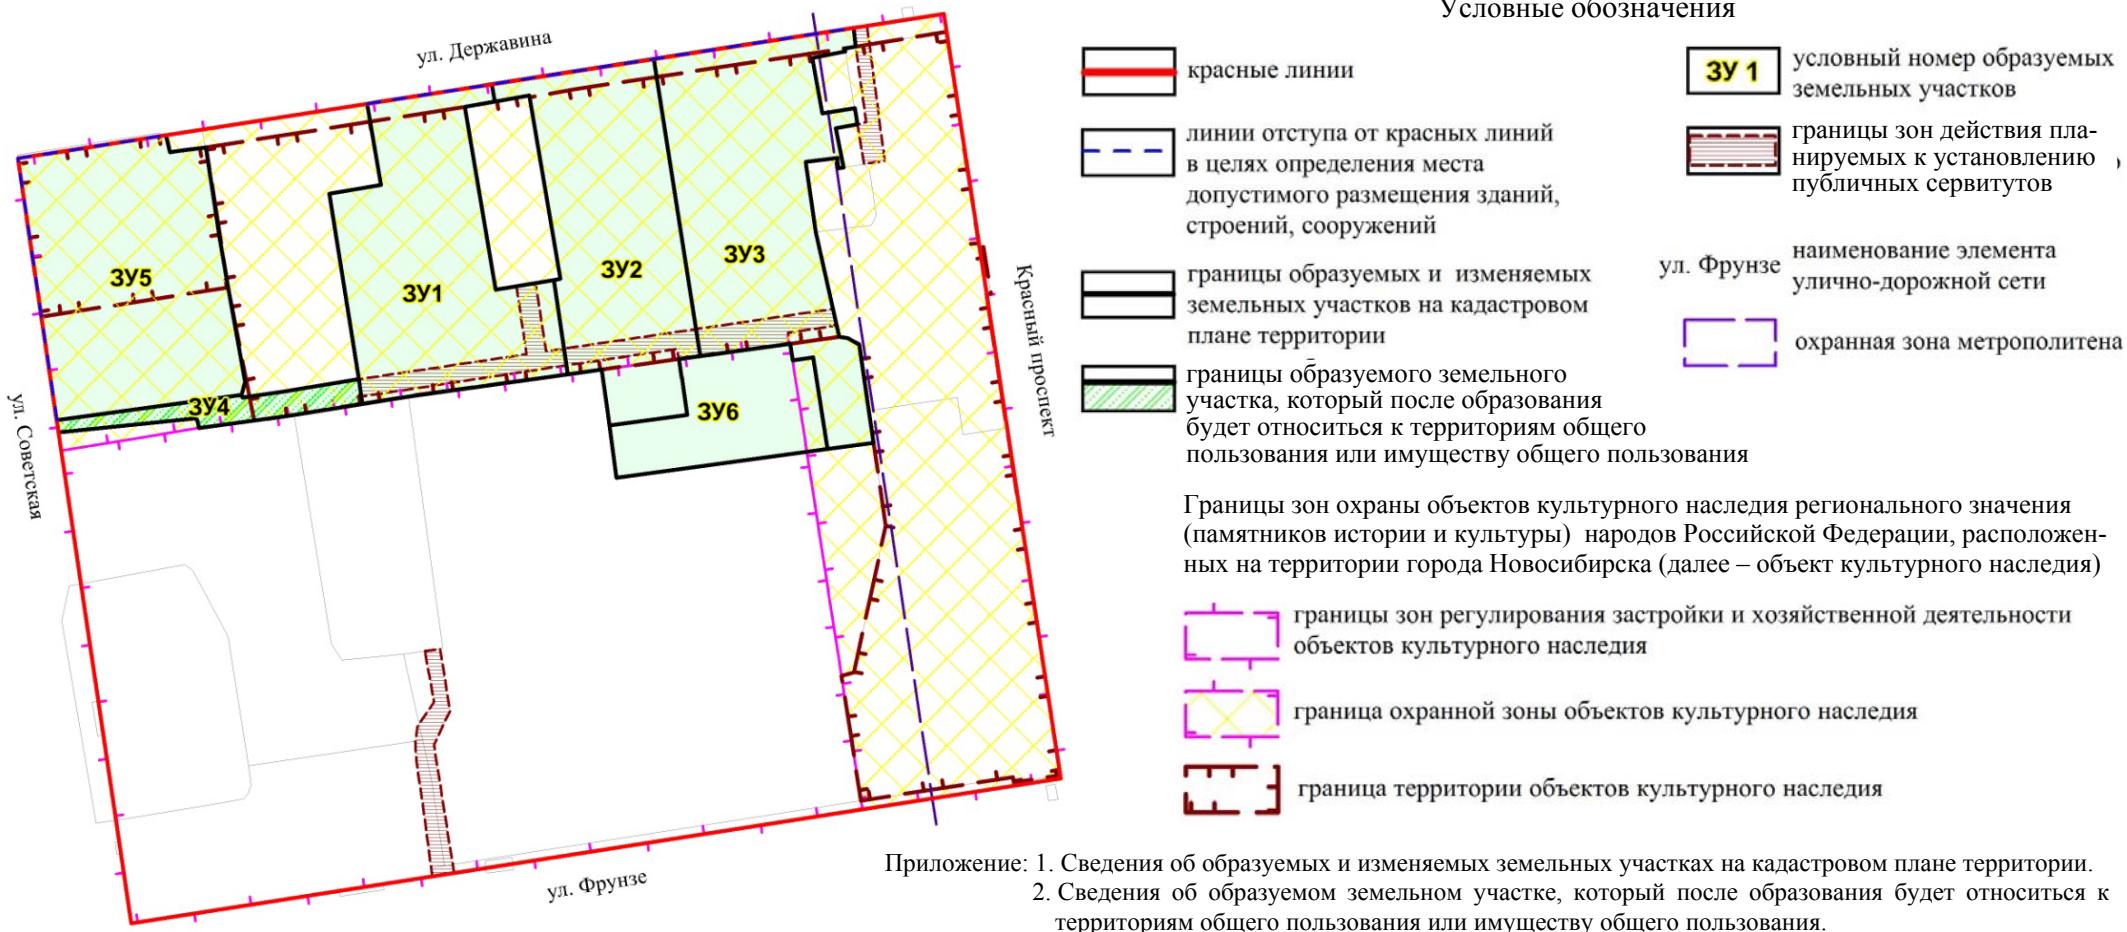 Условные обозначения
ул. Державина
ул. Советская
Красный проспект
ул. Фрунзе
ЗУ5
ЗУ1
ЗУ2
ЗУ3
ЗУ4
ЗУ6
красные линии
линии отступа от красных линий
в целях определения места
допустимого размещения зданий,
строений, сооружений
границы образуемых и изменяемых
земельных участков на кадастровом
плане территории
границы образуемого земельного
участка, который после образования
будет относиться к территориям общего
пользования или имуществу общего пользования
ЗУ 1
условный номер образуемых
земельных участков
границы зон действия пла-
нируемых к установлению
публичных сервитутов
ул. Фрунзе
наименование элемента
улично-дорожной сети
охранная зона метрополитена
Границы зон охраны объектов культурного наследия регионального значения
(памятников истории и культуры) народов Российской Федерации, расположен-
ных на территории города Новосибирска (далее – объект культурного наследия)
границы зон регулирования застройки и хозяйственной деятельности
объектов культурного наследия
граница охранной зоны объектов культурного наследия
граница территории объектов культурного наследия
Приложение: 1. Сведения об образуемых и изменяемых земельных участках на кадастровом плане территории.
2. Сведения об образуемом земельном участке, который после образования будет относиться к
территориям общего пользования или имуществу общего пользования.